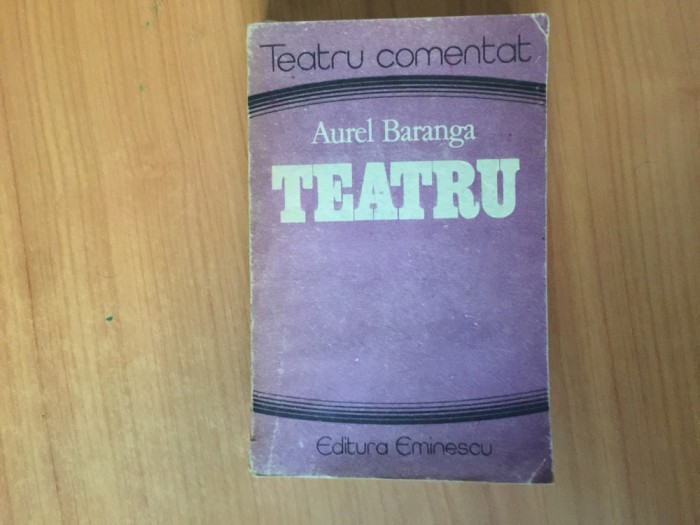 Teatru comentat
Aurel Baranga
TEATRU
Editura Eminescu